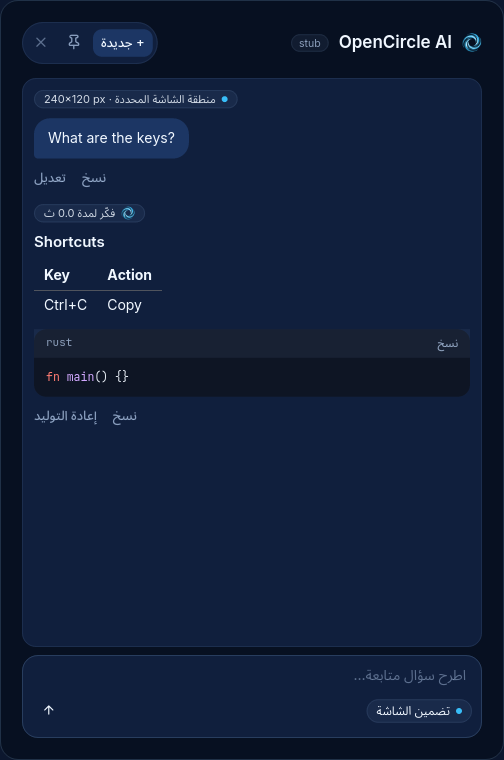 OpenCircle AI
stub
+ جديدة
منطقة الشاشة المحددة · 240×120 px
What are the keys?
نسخ
تعديل
فكّر لمدة 0.0 ث
Shortcuts
Key Action
Ctrl+C Copy
rust
نسخ
fn main() {}
نسخ
إعادة التوليد
اطرح سؤال متابعة...
تضمين الشاشة